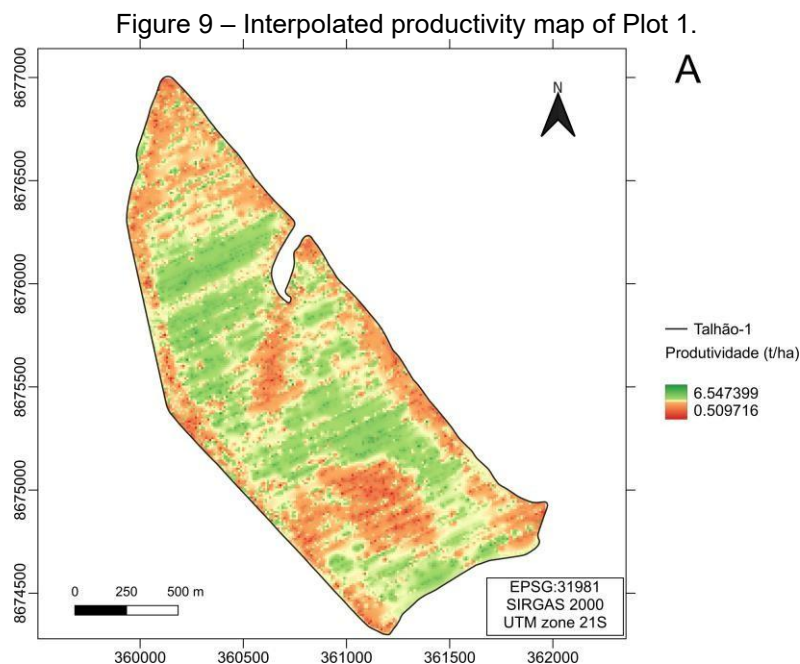 Figure 9 – Interpolated productivity map of Plot 1.
A
N
8677000
8676500
8676000
8675500
8675000
8674500
Talhão-1
Produtividade (t/ha)
6.547399
0.509716
0 250 500 m
EPSG:31981
SIRGAS 2000
UTM zone 21S
360000 360500 361000 361500 362000